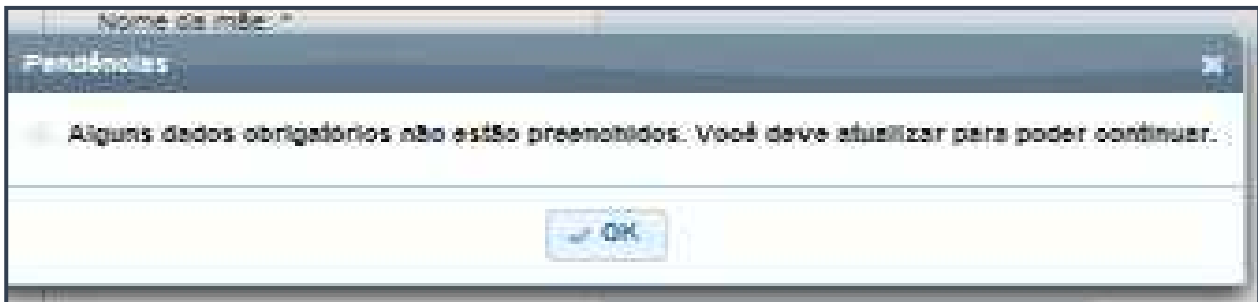 Nome da mãe: *
Pendências
Alguns dados obrigatórios não estão preenchidos. Você deve atualizar para poder continuar.
OK